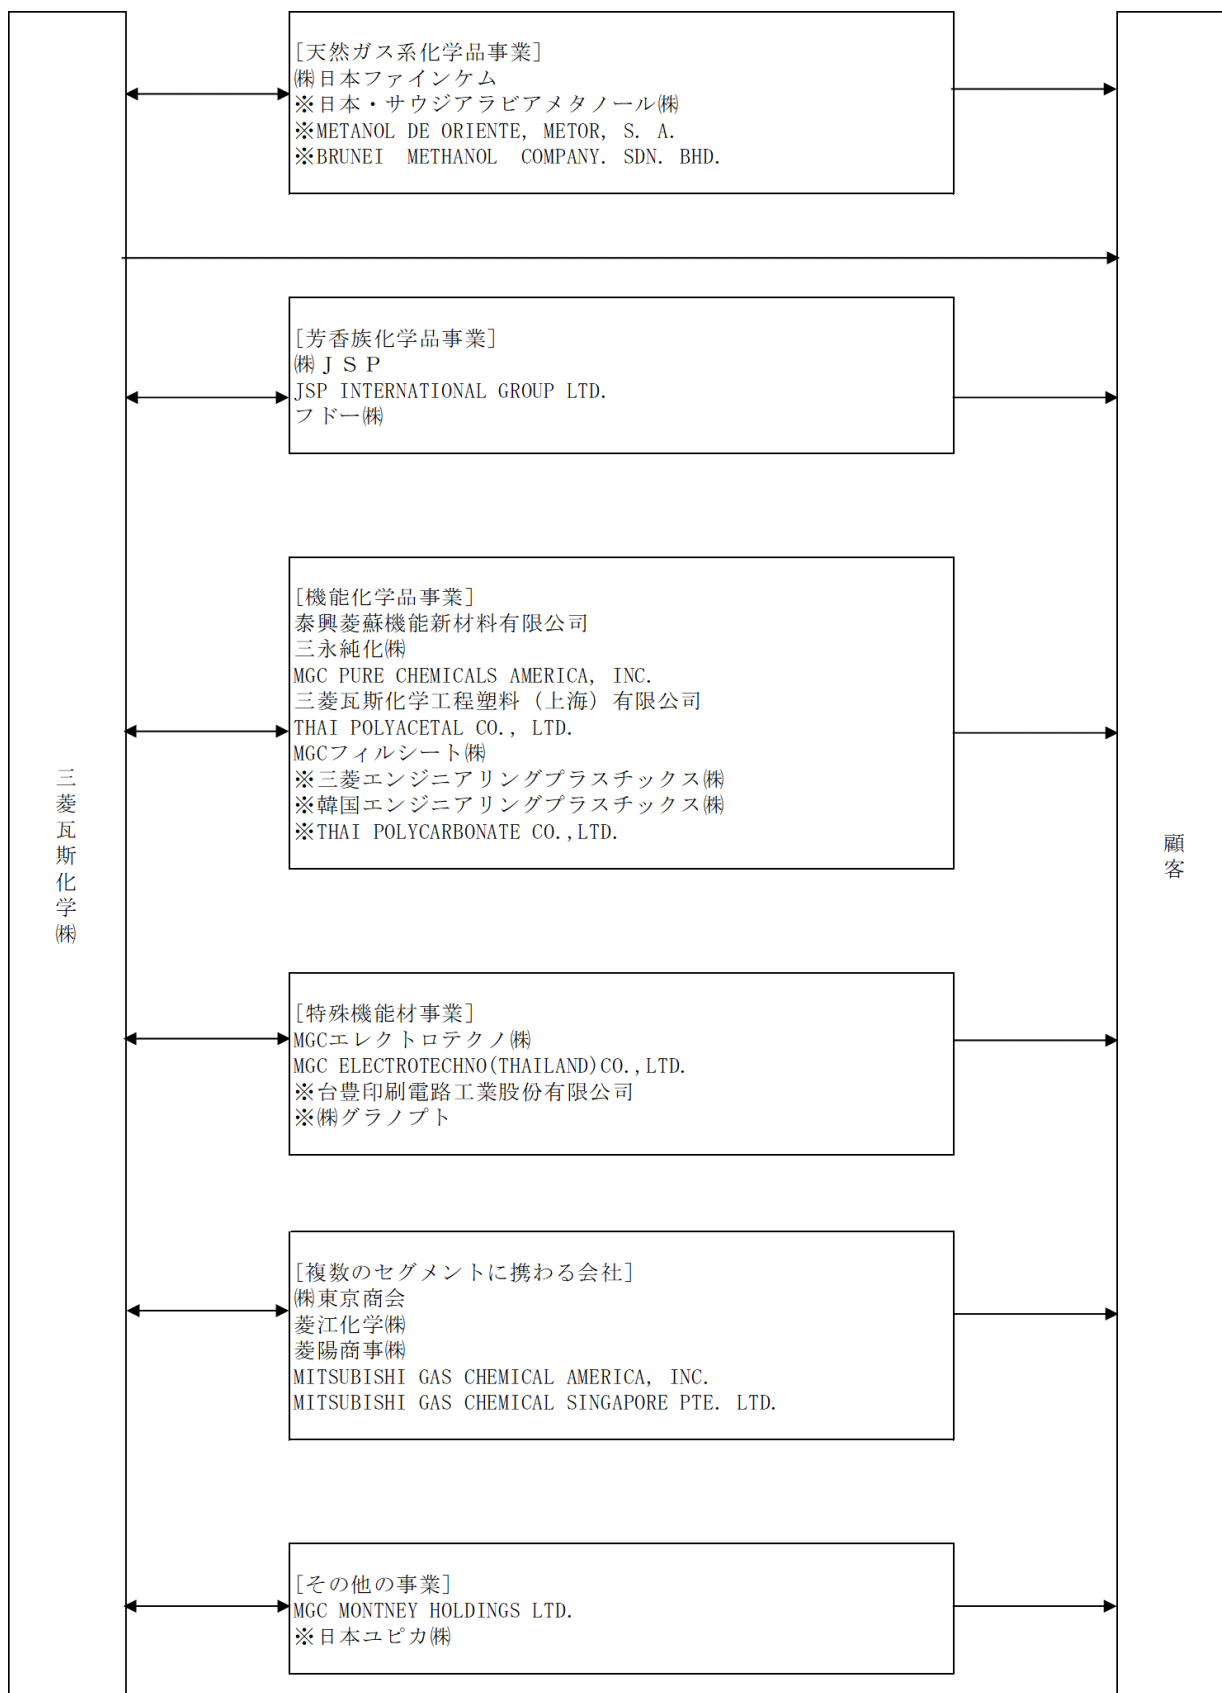 [天然ガス系化学品事業]
㈱日本ファインケム
※日本・サウジアラビアメタノール㈱
※METANOL DE ORIENTE, METOR, S. A.
※BRUNEI METHANOL COMPANY. SDN. BHD.
[芳香族化学品事業]
㈱ＪＳＰ
JSP INTERNATIONAL GROUP LTD.
フドー㈱
[機能化学品事業]
泰興菱蘇機能新材料有限公司
三永純化㈱
MGC PURE CHEMICALS AMERICA, INC.
三菱瓦斯化学工程塑料（上海）有限公司
THAI POLYACETAL CO., LTD.
MGCフィルシート㈱
※三菱エンジニアリングプラスチックス㈱
※韓国エンジニアリングプラスチックス㈱
※THAI POLYCARBONATE CO.,LTD.
三菱瓦斯化学㈱
顧客
[特殊機能材事業]
MGCエレクトロテクノ㈱
MGC ELECTROTECHNO(THAILAND)CO.,LTD.
※台豊印刷電路工業股份有限公司
※㈱グラノプト
[複数のセグメントに携わる会社]
㈱東京商会
菱江化学㈱
菱陽商事㈱
MITSUBISHI GAS CHEMICAL AMERICA, INC.
MITSUBISHI GAS CHEMICAL SINGAPORE PTE. LTD.
[その他の事業]
MGC MONTNEY HOLDINGS LTD.
※日本ユピカ㈱